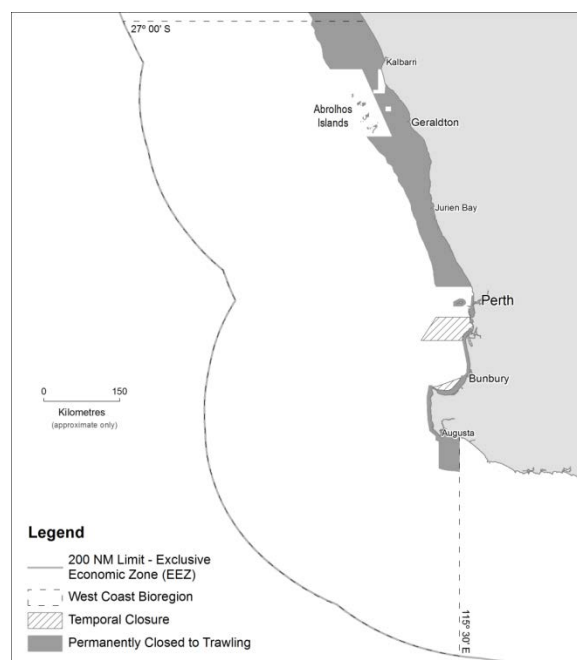 27° 00' S
Kalbarri
Abrolhos
Islands
Geraldton
Jurien Bay
Perth
Bunbury
Augusta
0 150
Kilometres
(approximate only)
115° 30' E
Legend
200 NM Limit - Exclusive
Economic Zone (EEZ)
West Coast Bioregion
Temporal Closure
Permanently Closed to Trawling